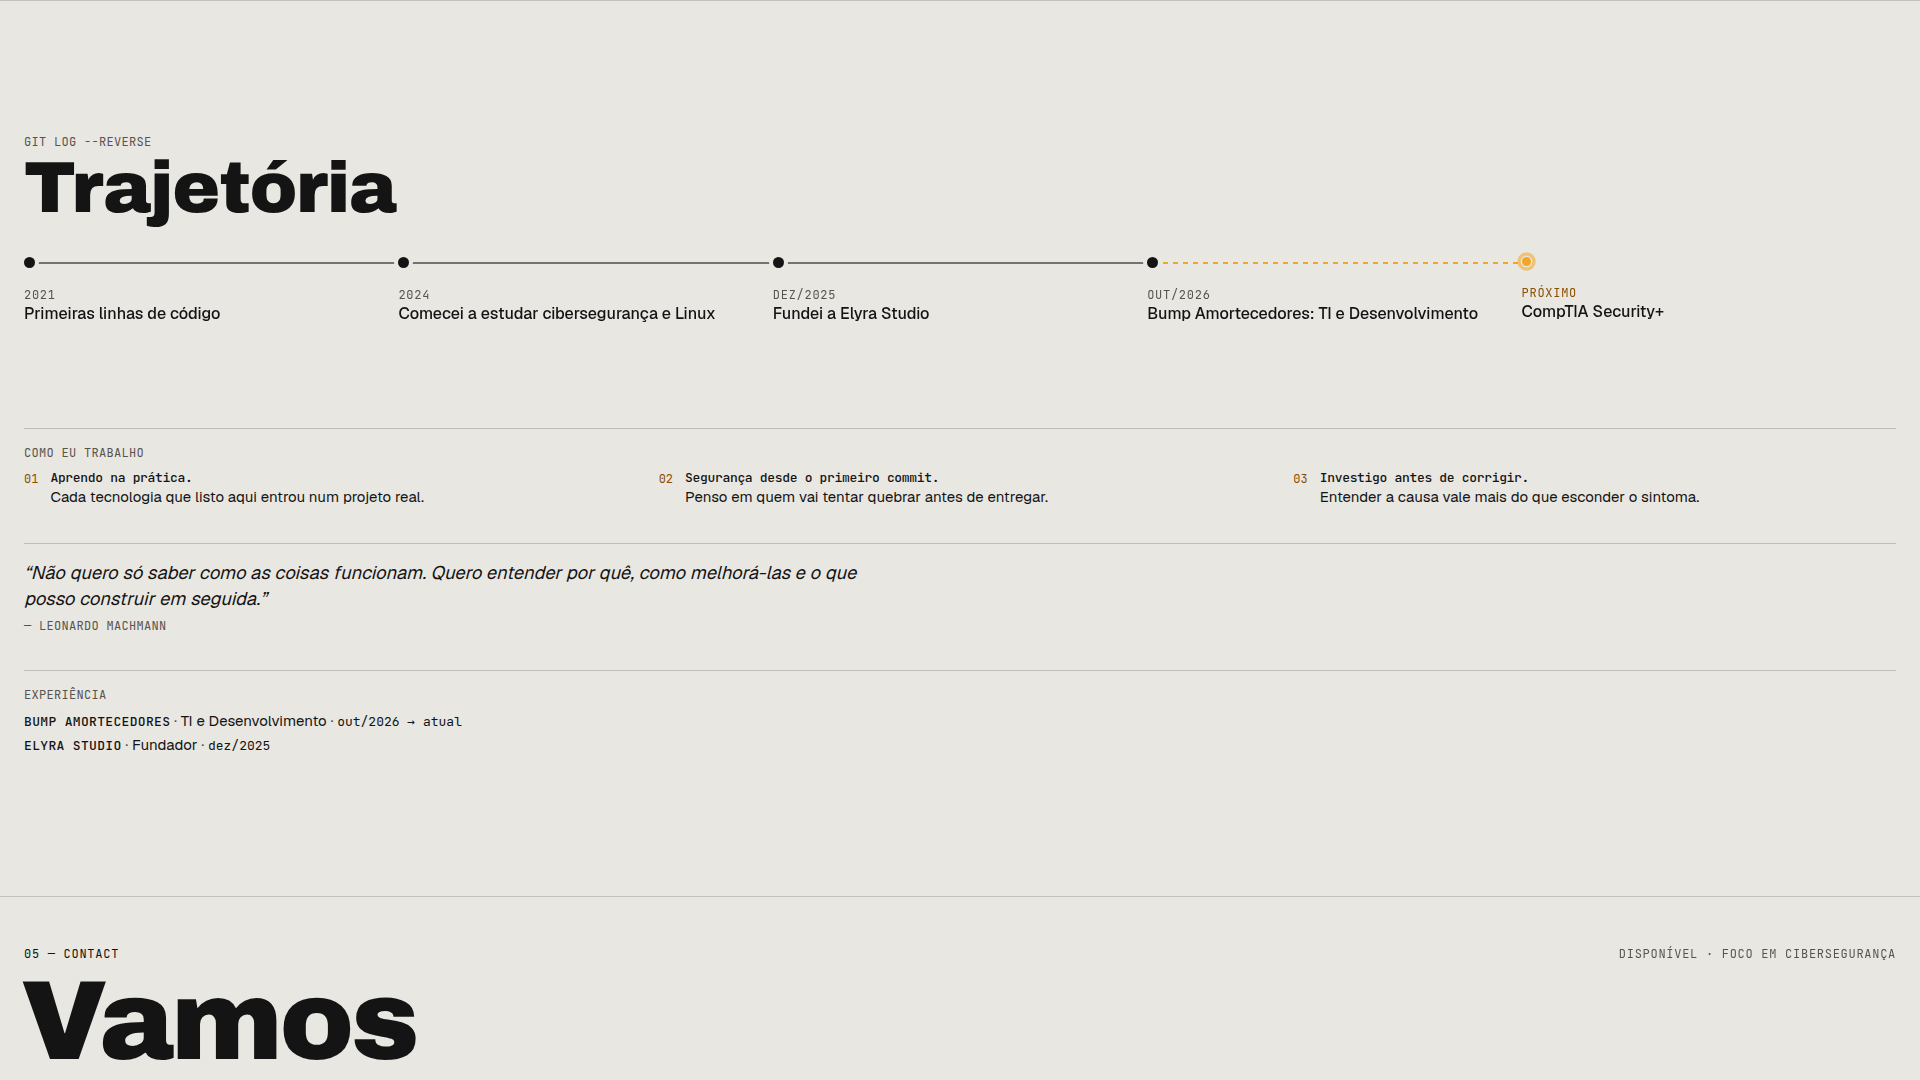 GIT LOG --REVERSE
Trajetória
2021
Primeiras linhas de código
2024
Comecei a estudar cibersegurança e Linux
DEZ/2025
Fundei a Elyra Studio
OUT/2026
Bump Amortecedores: TI e Desenvolvimento
PRÓXIMO
CompTIA Security+
COMO EU TRABALHO
01 Aprendo na prática.
Cada tecnologia que listo aqui entrou num projeto real.
02 Segurança desde o primeiro commit.
Penso em quem vai tentar quebrar antes de entregar.
03 Investigo antes de corrigir.
Entender a causa vale mais do que esconder o sintoma.
“Não quero só saber como as coisas funcionam. Quero entender por quê, como melhorá-las e o que
posso construir em seguida.”
— LEONARDO MACHMANN
EXPERIÊNCIA
BUMP AMORTECEDORES · TI e Desenvolvimento · out/2026 → atual
ELYRA STUDIO · Fundador · dez/2025
05 — CONTACT
DISPONÍVEL · FOCO EM CIBERSEGURANÇA
Vamos